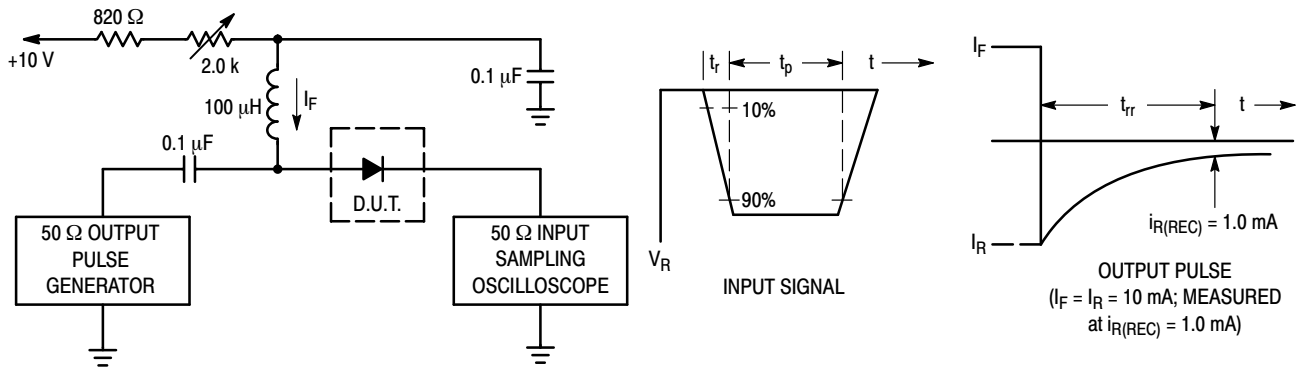 820 Ω
+10 V
2.0 k
100 µH
I_F
0.1 µF
0.1 µF
D.U.T.
50 Ω OUTPUT
PULSE
GENERATOR
50 Ω INPUT
SAMPLING
OSCILLOSCOPE
t_r
t_p
t
10%
90%
V_R
INPUT SIGNAL
I_F
t_rr
t
I_R
i_R(REC) = 1.0 mA
OUTPUT PULSE
(I_F = I_R = 10 mA; MEASURED
at i_R(REC) = 1.0 mA)